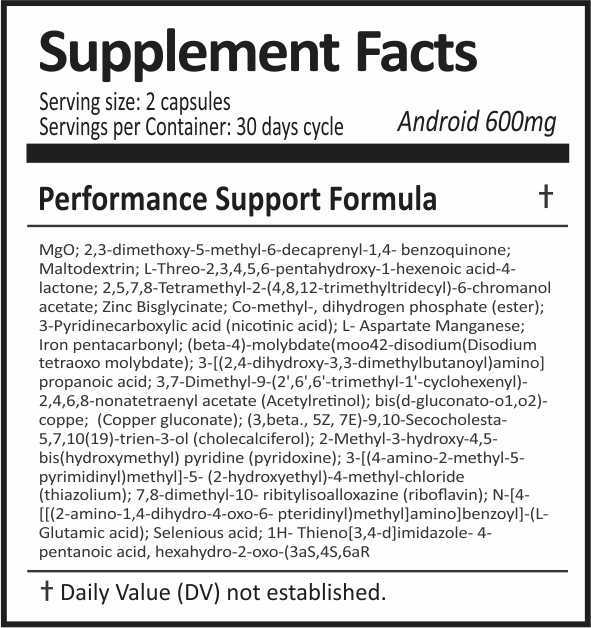 Supplement Facts
Serving size: 2 capsules
Servings per Container: 30 days cycle
Android 600mg
Performance Support Formula †
MgO; 2,3-dimethoxy-5-methyl-6-decaprenyl-1,4- benzoquinone;
Maltodextrin; L-Threo-2,3,4,5,6-pentahydroxy-1-hexenoic acid-4-
lactone; 2,5,7,8-Tetramethyl-2-(4,8,12-trimethyltridecyl)-6-chromanol
acetate; Zinc Bisglycinate; Co-methyl-, dihydrogen phosphate (ester);
3-Pyridinecarboxylic acid (nicotinic acid); L- Aspartate Manganese;
Iron pentacarbonyl; (beta-4)-molybdate(moo42-disodium(Disodium
tetraoxo molybdate); 3-[(2,4-dihydroxy-3,3-dimethylbutanoyl)amino]
propanoic acid; 3,7-Dimethyl-9-(2',6',6'-trimethyl-1'-cyclohexenyl)-
2,4,6,8-nonatetraenyl acetate (Acetylretinol); bis(d-gluconato-o1,o2)-
coppe; (Copper gluconate); (3,beta., 5Z, 7E)-9,10-Secocholesta-
5,7,10(19)-trien-3-ol (cholecalciferol); 2-Methyl-3-hydroxy-4,5-
bis(hydroxymethyl) pyridine (pyridoxine); 3-[(4-amino-2-methyl-5-
pyrimidinyl)methyl]-5- (2-hydroxyethyl)-4-methyl-chloride
(thiazolium); 7,8-dimethyl-10- ribitylisoalloxazine (riboflavin); N-[4-
[[(2-amino-1,4-dihydro-4-oxo-6- pteridinyl)methyl]amino]benzoyl]-(L-
Glutamic acid); Selenious acid; 1H- Thieno[3,4-d]imidazole- 4-
pentanoic acid, hexahydro-2-oxo-(3aS,4S,6aR
† Daily Value (DV) not established.